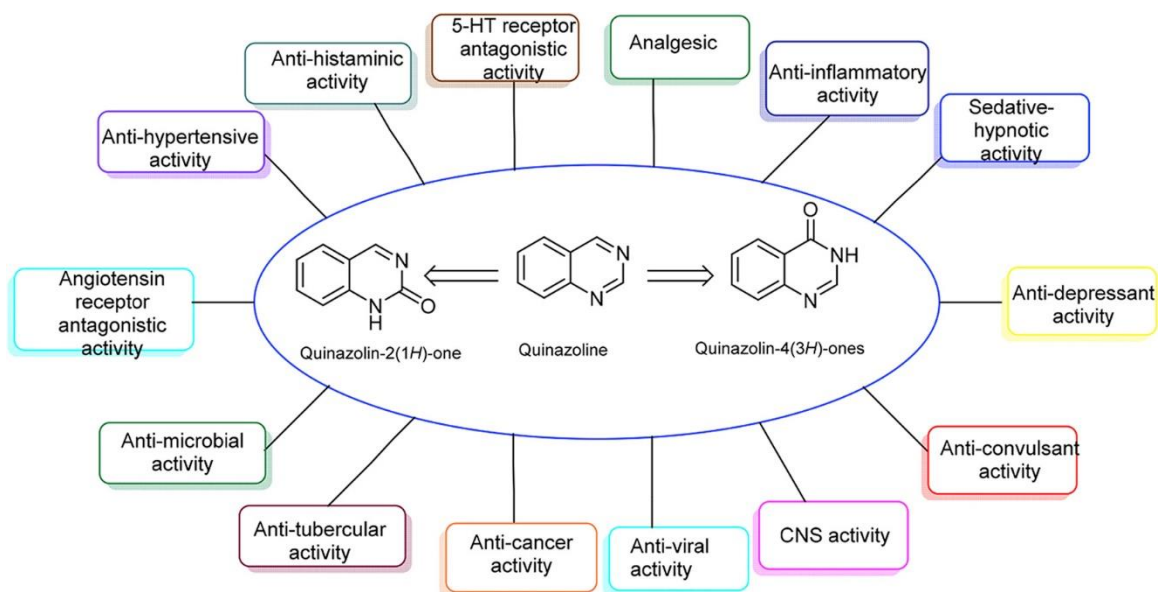 5-HT receptor
antagonistic
activity
Analgesic
Anti-histaminic
activity
Anti-inflammatory
activity
Sedative-
hypnotic
activity
Anti-hypertensive
activity
O
N
NH
N
N
H
O
N
N
Angiotensin
receptor
antagonistic
activity
Anti-depressant
activity
Quinazolin-2(1H)-one
Quinazoline
Quinazolin-4(3H)-ones
Anti-microbial
activity
Anti-convulsant
activity
Anti-tubercular
activity
Anti-cancer
activity
Anti-viral
activity
CNS activity